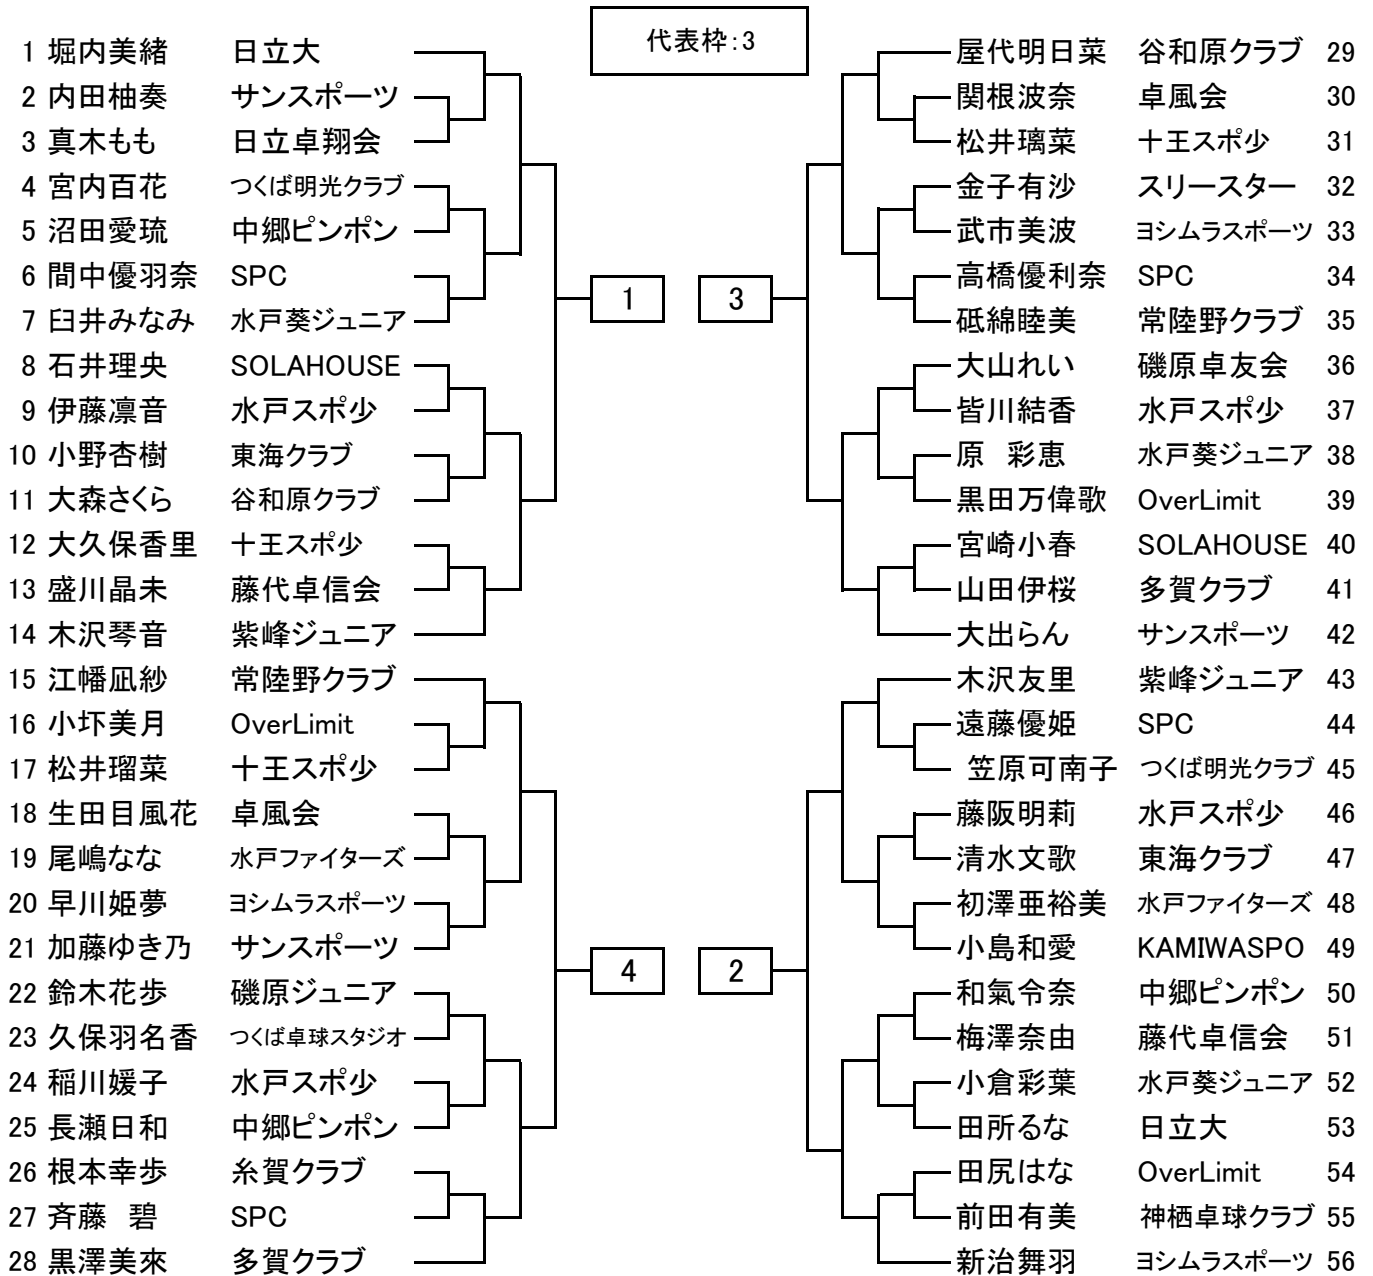 代表枠:3
1 堀内美緒 日立大
2 内田柚奏 サンスポーツ
3 真木もも 日立卓翔会
4 宮内百花 つくば明光クラブ
5 沼田愛琉 中郷ピンポン
6 間中優羽奈 SPC
7 臼井みなみ 水戸葵ジュニア
8 石井理央 SOLAHOUSE
9 伊藤凛音 水戸スポ少
10 小野杏樹 東海クラブ
11 大森さくら 谷和原クラブ
12 大久保香里 十王スポ少
13 盛川晶未 藤代卓信会
14 木沢琴音 紫峰ジュニア
15 江幡凪紗 常陸野クラブ
16 小圷美月 OverLimit
17 松井瑠菜 十王スポ少
18 生田目風花 卓風会
19 尾嶋なな 水戸ファイターズ
20 早川姫夢 ヨシムラスポーツ
21 加藤ゆき乃 サンスポーツ
22 鈴木花歩 磯原ジュニア
23 久保羽名香 つくば卓球スタジオ
24 稲川媛子 水戸スポ少
25 長瀬日和 中郷ピンポン
26 根本幸歩 糸賀クラブ
27 斉藤 碧 SPC
28 黒澤美來 多賀クラブ
1
4
3
2
屋代明日菜 谷和原クラブ 29
関根波奈 卓風会 30
松井璃菜 十王スポ少 31
金子有沙 スリースター 32
武市美波 ヨシムラスポーツ 33
高橋優利奈 SPC 34
砥綿睦美 常陸野クラブ 35
大山れい 磯原卓友会 36
皆川結香 水戸スポ少 37
原 彩恵 水戸葵ジュニア 38
黒田万偉歌 OverLimit 39
宮崎小春 SOLAHOUSE 40
山田伊桜 多賀クラブ 41
大出らん サンスポーツ 42
木沢友里 紫峰ジュニア 43
遠藤優姫 SPC 44
笠原可南子 つくば明光クラブ 45
藤阪明莉 水戸スポ少 46
清水文歌 東海クラブ 47
初澤亜裕美 水戸ファイターズ 48
小島和愛 KAMIWASPO 49
和氣令奈 中郷ピンポン 50
梅澤奈由 藤代卓信会 51
小倉彩葉 水戸葵ジュニア 52
田所るな 日立大 53
田尻はな OverLimit 54
前田有美 神栖卓球クラブ 55
新治舞羽 ヨシムラスポーツ 56